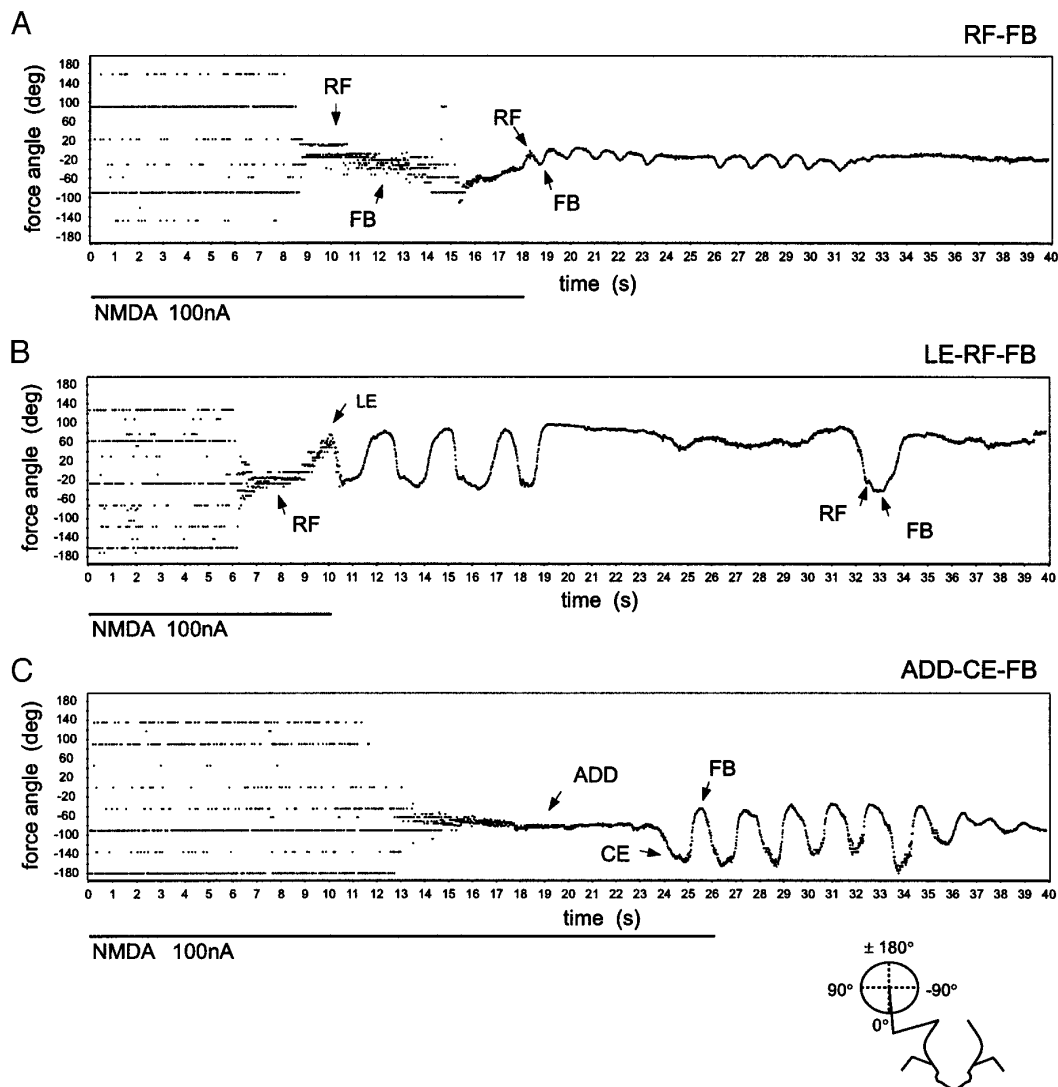 A
RF-FB
force angle (deg)
180
140
100
60
20
-20
-60
-100
-140
-180
RF
FB
RF
FB
0 1 2 3 4 5 6 7 8 9 10 11 12 13 14 15 16 17 18 19 20 21 22 23 24 25 26 27 28 29 30 31 32 33 34 35 36 37 38 39 40
time (s)
NMDA 100nA
B
LE-RF-FB
force angle (deg)
180
140
100
60
20
-20
-60
-100
-140
-180
LE
RF
RF
FB
0 1 2 3 4 5 6 7 8 9 10 11 12 13 14 15 16 17 18 19 20 21 22 23 24 25 26 27 28 29 30 31 32 33 34 35 36 37 38 39 40
time (s)
NMDA 100nA
C
ADD-CE-FB
force angle (deg)
180
140
100
60
20
-20
-60
-100
-140
-180
ADD
FB
CE
0 1 2 3 4 5 6 7 8 9 10 11 12 13 14 15 16 17 18 19 20 21 22 23 24 25 26 27 28 29 30 31 32 33 34 35 36 37 38 39 40
time (s)
NMDA 100nA
± 180°
90°
-90°
0°